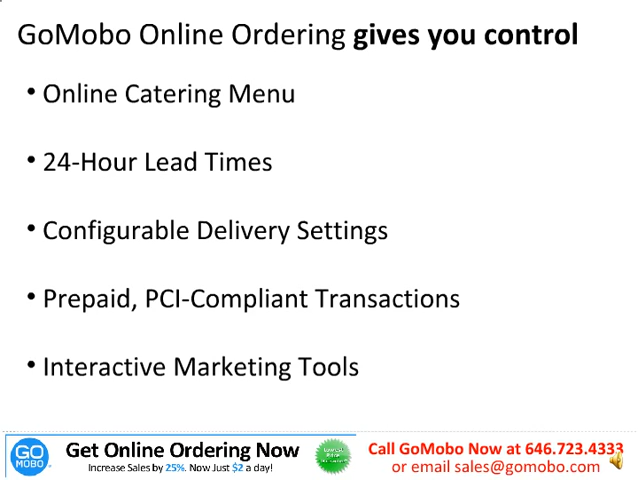 GoMobo Online Ordering gives you control
• Online Catering Menu
• 24-Hour Lead Times
• Configurable Delivery Settings
• Prepaid, PCI-Compliant Transactions
• Interactive Marketing Tools
GO
MOBO
Get Online Ordering Now
Increase Sales by 25%. Now Just $2 a day!
Call GoMobo Now at 646.723.4333
or email sales@gomobo.com